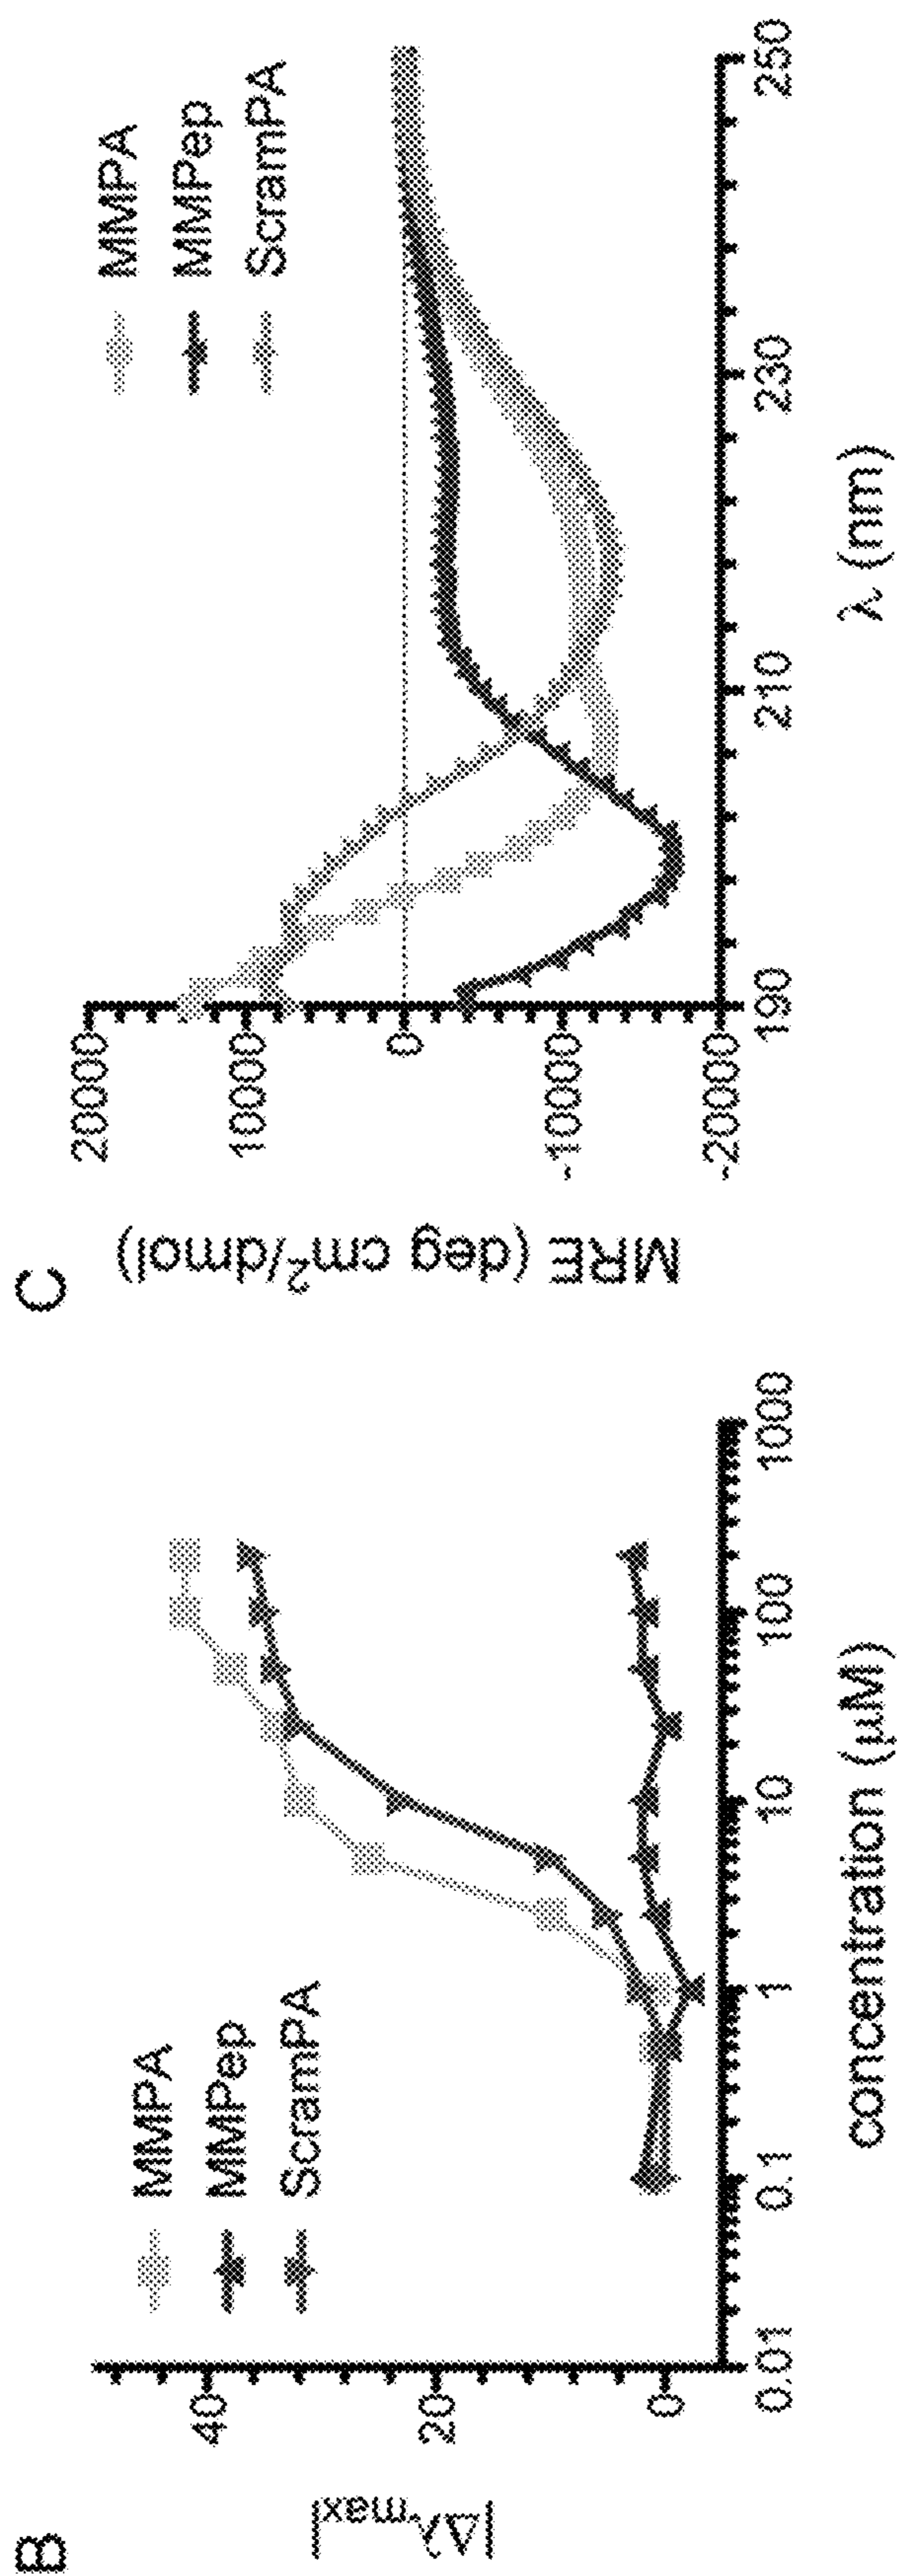 B
|Δλmax|
40
20
0
MMPA
MMPep
ScramPA
0.01
0.1
1
10
100
1000
concentration (μM)
C
MRE (deg cm²/dmol)
20000
10000
0
-10000
-20000
MMPA
MMPep
ScramPA
190
210
230
250
λ (nm)